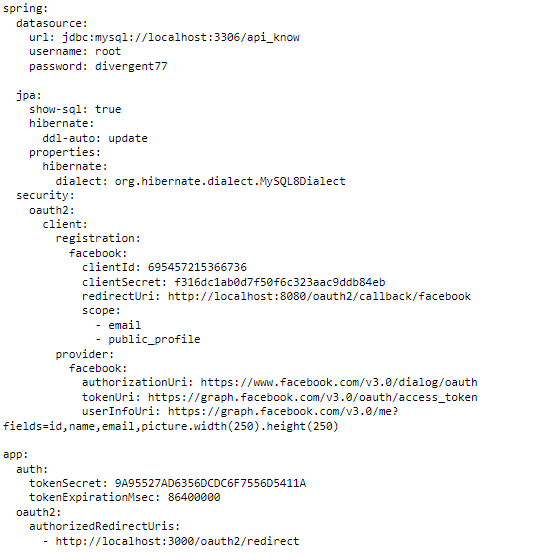 spring:
  datasource:
    url: jdbc:mysql://localhost:3306/api_know
    username: root
    password: divergent77

  jpa:
    show-sql: true
    hibernate:
      ddl-auto: update
    properties:
      hibernate:
        dialect: org.hibernate.dialect.MySQL8Dialect
  security:
    oauth2:
      client:
        registration:
          facebook:
            clientId: 695457215366736
            clientSecret: f316dc1ab0d7f50f6c323aac9ddb84eb
            redirectUri: http://localhost:8080/oauth2/callback/facebook
            scope:
              - email
              - public_profile
        provider:
          facebook:
            authorizationUri: https://www.facebook.com/v3.0/dialog/oauth
            tokenUri: https://graph.facebook.com/v3.0/oauth/access_token
            userInfoUri: https://graph.facebook.com/v3.0/me?
fields=id,name,email,picture.width(250).height(250)

app:
  auth:
    tokenSecret: 9A95527AD6356DCDC6F7556D5411A
    tokenExpirationMsec: 86400000
  oauth2:
    authorizedRedirectUris:
      - http://localhost:3000/oauth2/redirect